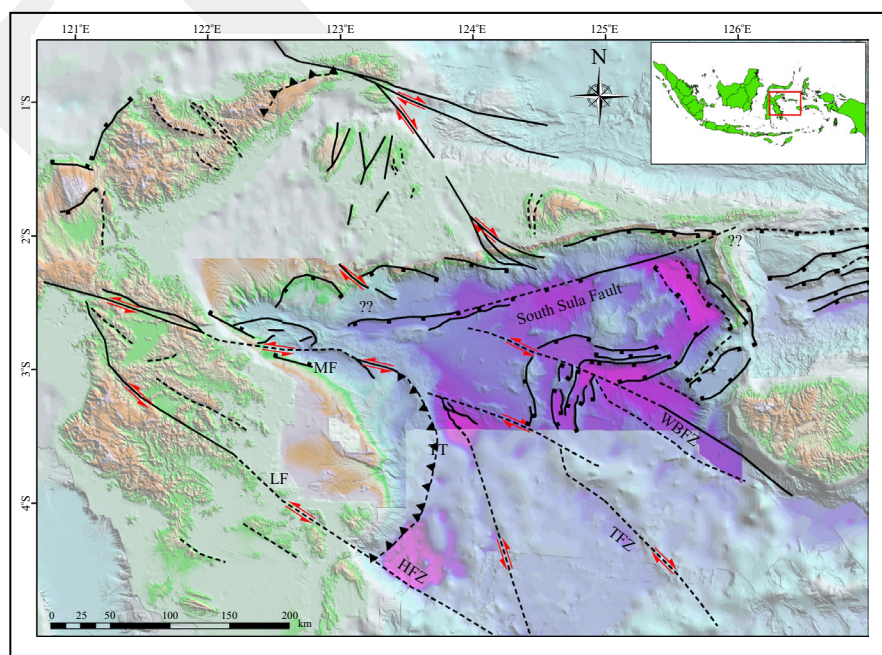 121°E 122°E 123°E 124°E 125°E 126°E
N
1°S
2°S
??
??
South Sula Fault
3°S
MF
WBFZ
TT
LF
4°S
TFZ
HFZ
0 25 50 100 150 200
km